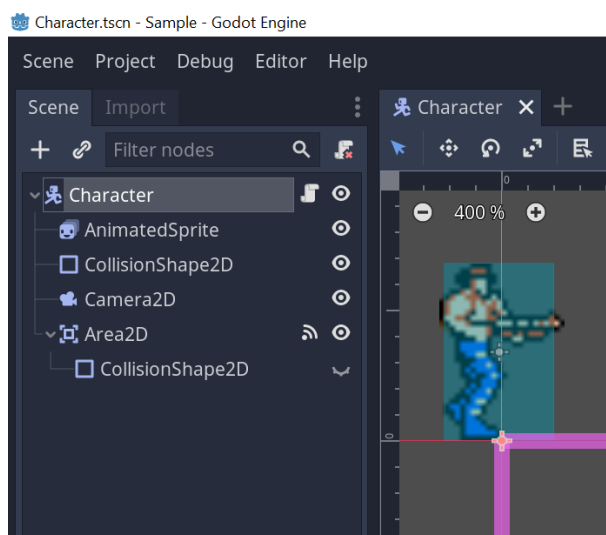 Character.tscn - Sample - Godot Engine
Scene Project Debug Editor Help
Scene Import
Character
Filter nodes
Character
AnimatedSprite
CollisionShape2D
Camera2D
Area2D
CollisionShape2D
0
400 %
0